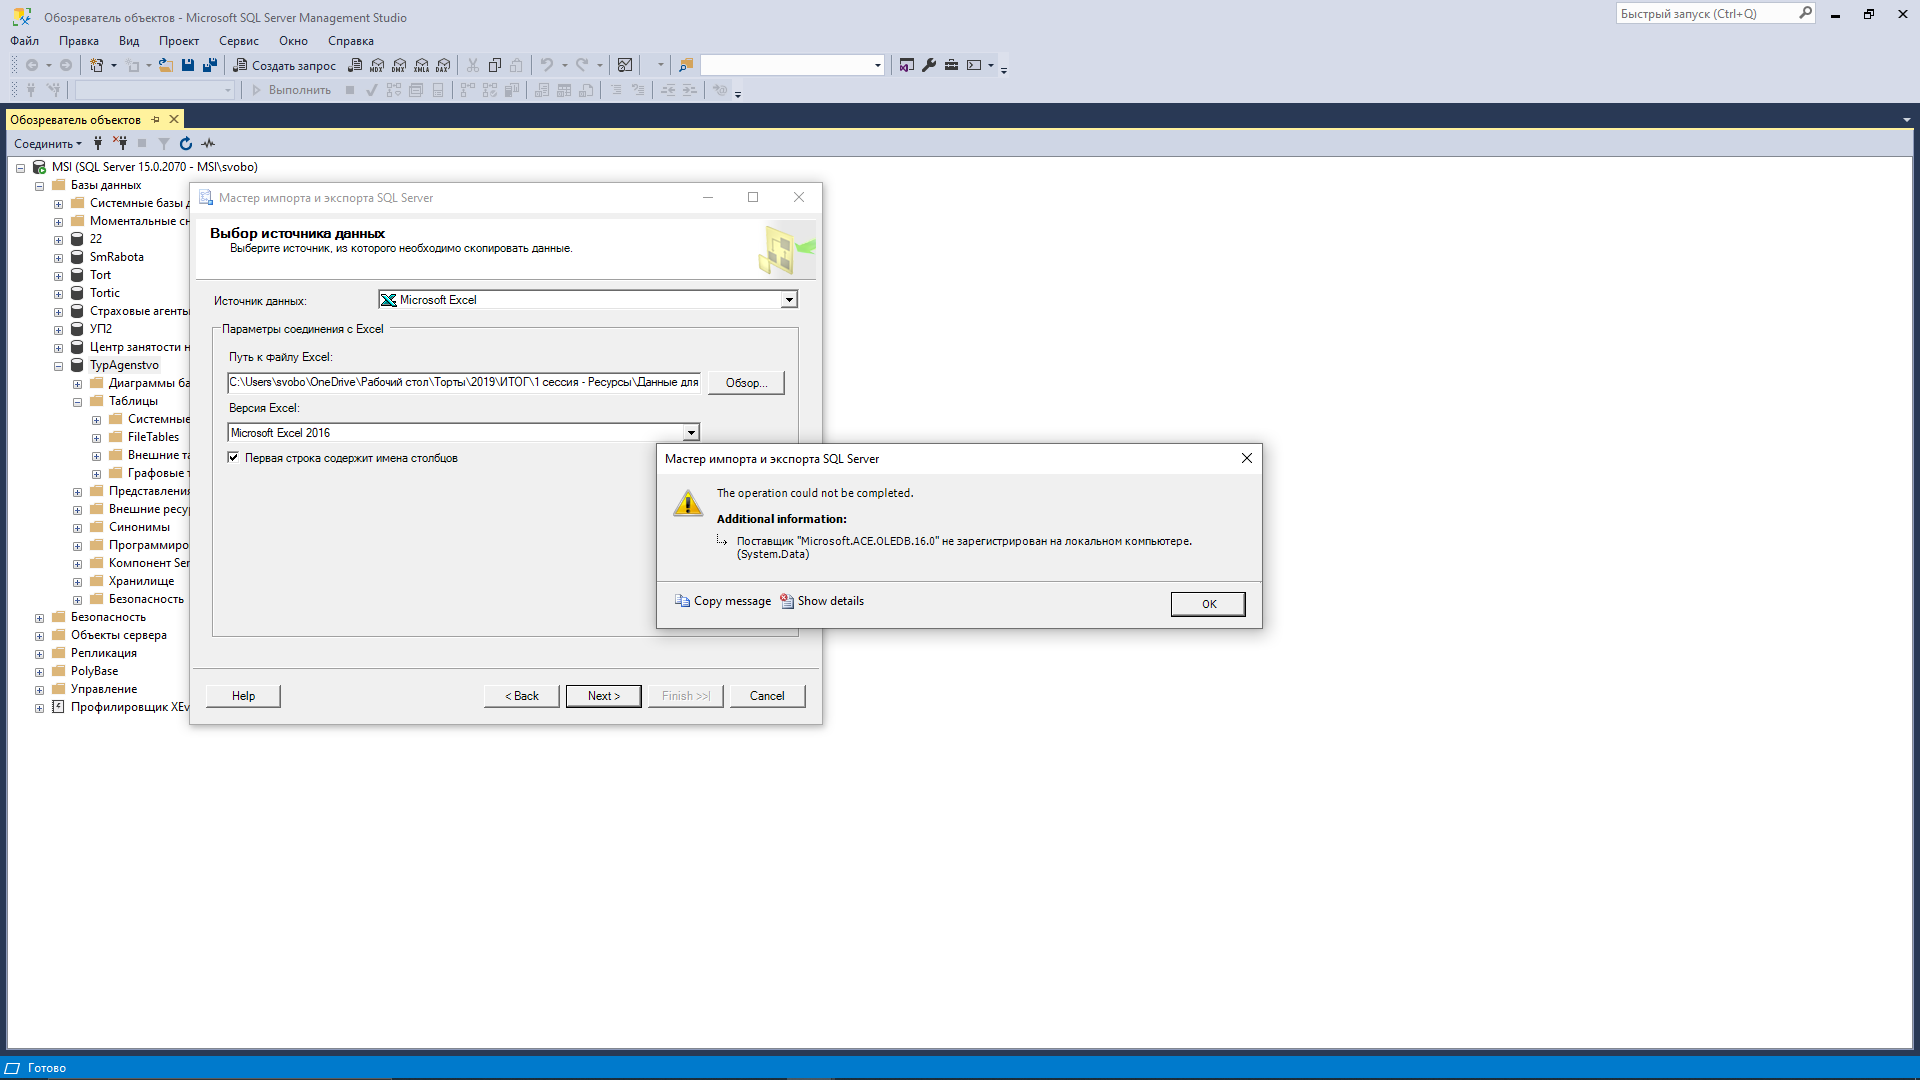 Обозреватель объектов - Microsoft SQL Server Management Studio
Быстрый запуск (Ctrl+Q)
Файл Правка Вид Проект Сервис Окно Справка
Создать запрос MDX DMX XMLA DAX
Выполнить
Обозреватель объектов
Соединить
MSI (SQL Server 15.0.2070 - MSI\svobo)
Базы данных
Системные базы д
Моментальные сн
22
SmRabota
Tort
Tortic
Страховые агенты
УП2
Центр занятости н
ТурAgenstvo
Диаграммы ба
Таблицы
Системные
FileTables
Внешние та
Графовые т
Представления
Внешние ресу
Синонимы
Программиро
Компонент Ser
Хранилище
Безопасность
Безопасность
Объекты сервера
Репликация
PolyBase
Управление
Профилировщик XEv
Мастер импорта и экспорта SQL Server
Выбор источника данных
Выберите источник, из которого необходимо скопировать данные.
Источник данных: Microsoft Excel
Параметры соединения с Excel
Путь к файлу Excel:
C:\Users\svobo\OneDrive\Рабочий стол\Торты\2019\ИТОГ\1 сессия - Ресурсы\Данные для Обзор...
Версия Excel:
Microsoft Excel 2016
Первая строка содержит имена столбцов
Help < Back Next > Finish >>| Cancel
Мастер импорта и экспорта SQL Server
The operation could not be completed.
Additional information:
Поставщик "Microsoft.ACE.OLEDB.16.0" не зарегистрирован на локальном компьютере.
(System.Data)
Copy message Show details OK
Готово